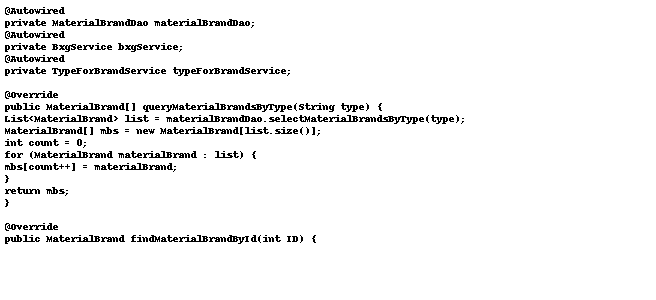 @Autowired
private MaterialBrandDao materialBrandDao;
@Autowired
private BxgService bxgService;
@Autowired
private TypeForBrandService typeForBrandService;
@Override
public MaterialBrand[] queryMaterialBrandsByType(String type) {
List<MaterialBrand> list = materialBrandDao.selectMaterialBrandsByType(type);
MaterialBrand[] mbs = new MaterialBrand[list.size()];
int count = 0;
for (MaterialBrand materialBrand : list) {
mbs[count++] = materialBrand;
}
return mbs;
}
@Override
public MaterialBrand findMaterialBrandById(int ID) {